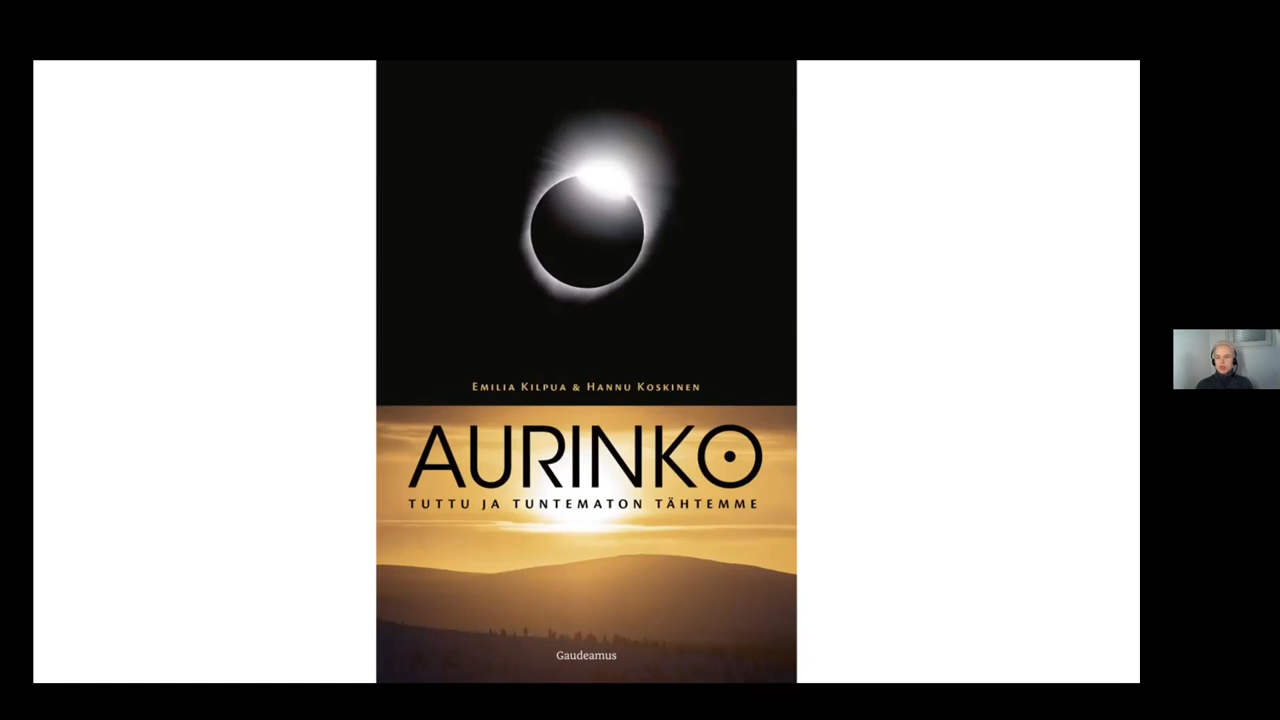 Emilia Kilpua & Hannu Koskinen
AURINKO
TUTTU JA TUNTEMATON TÄHTEMME
Gaudeamus